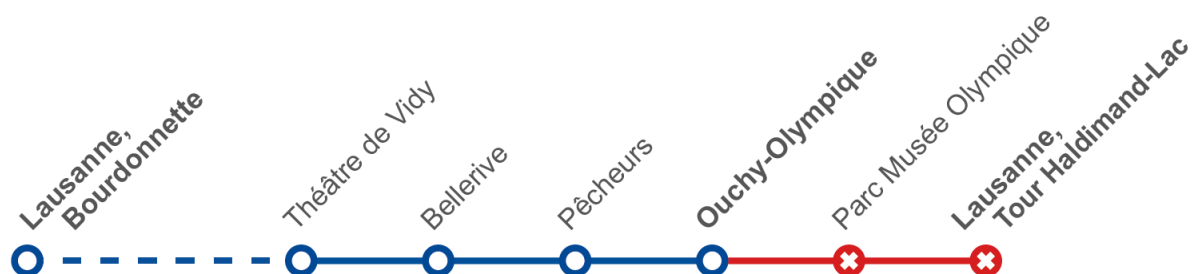 Lausanne,
Bourdonnette
Théâtre de Vidy
Bellerive
Pêcheurs
Ouchy-Olympique
Parc Musée Olympique
Lausanne,
Tour Haldimand-Lac